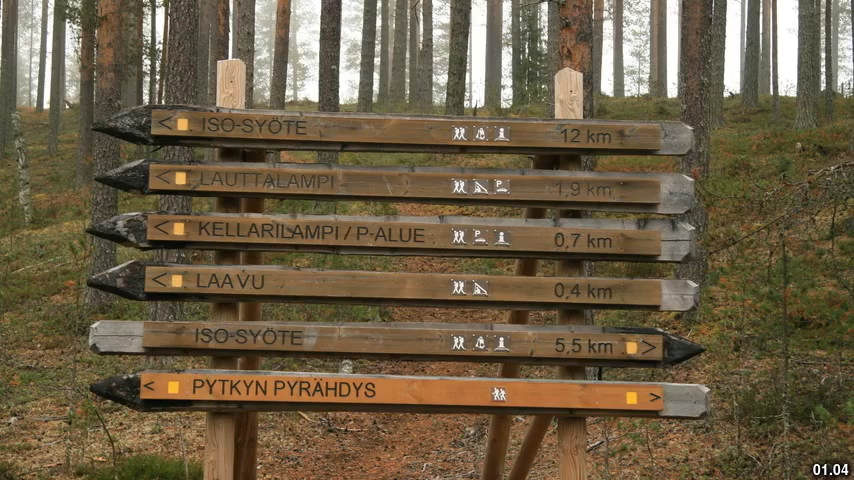 < ISO-SYÖTE 12 km
< LAUTTALAMPI P 1,9 km
< KELLARILAMPI / P-ALUE P 0,7 km
< LAAVU 0,4 km
ISO-SYÖTE 5,5 km >
< PYTKYN PYRÄHDYS >
01.04